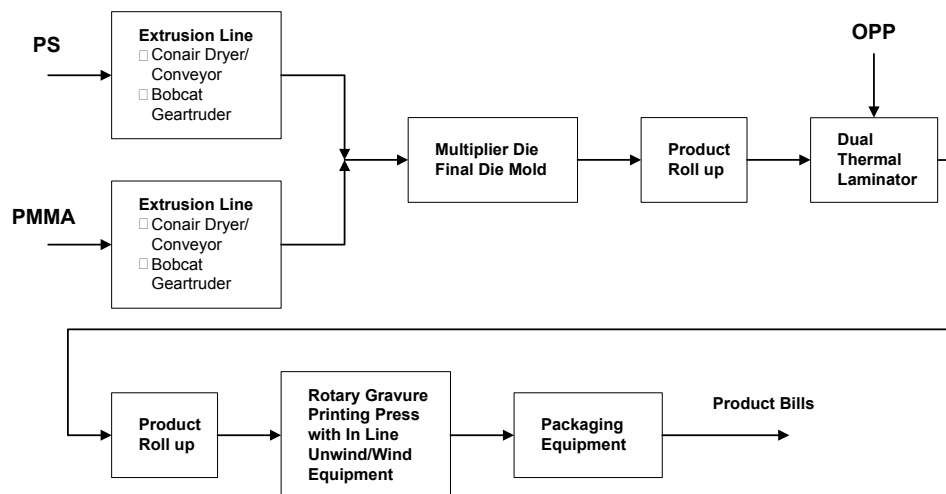 PS
Extrusion Line
Conair Dryer/
Conveyor
Bobcat
Geartruder
PMMA
Extrusion Line
Conair Dryer/
Conveyor
Bobcat
Geartruder
Multiplier Die
Final Die Mold
Product
Roll up
OPP
Dual
Thermal
Laminator
Product
Roll up
Rotary Gravure
Printing Press
with In Line
Unwind/Wind
Equipment
Packaging
Equipment
Product Bills